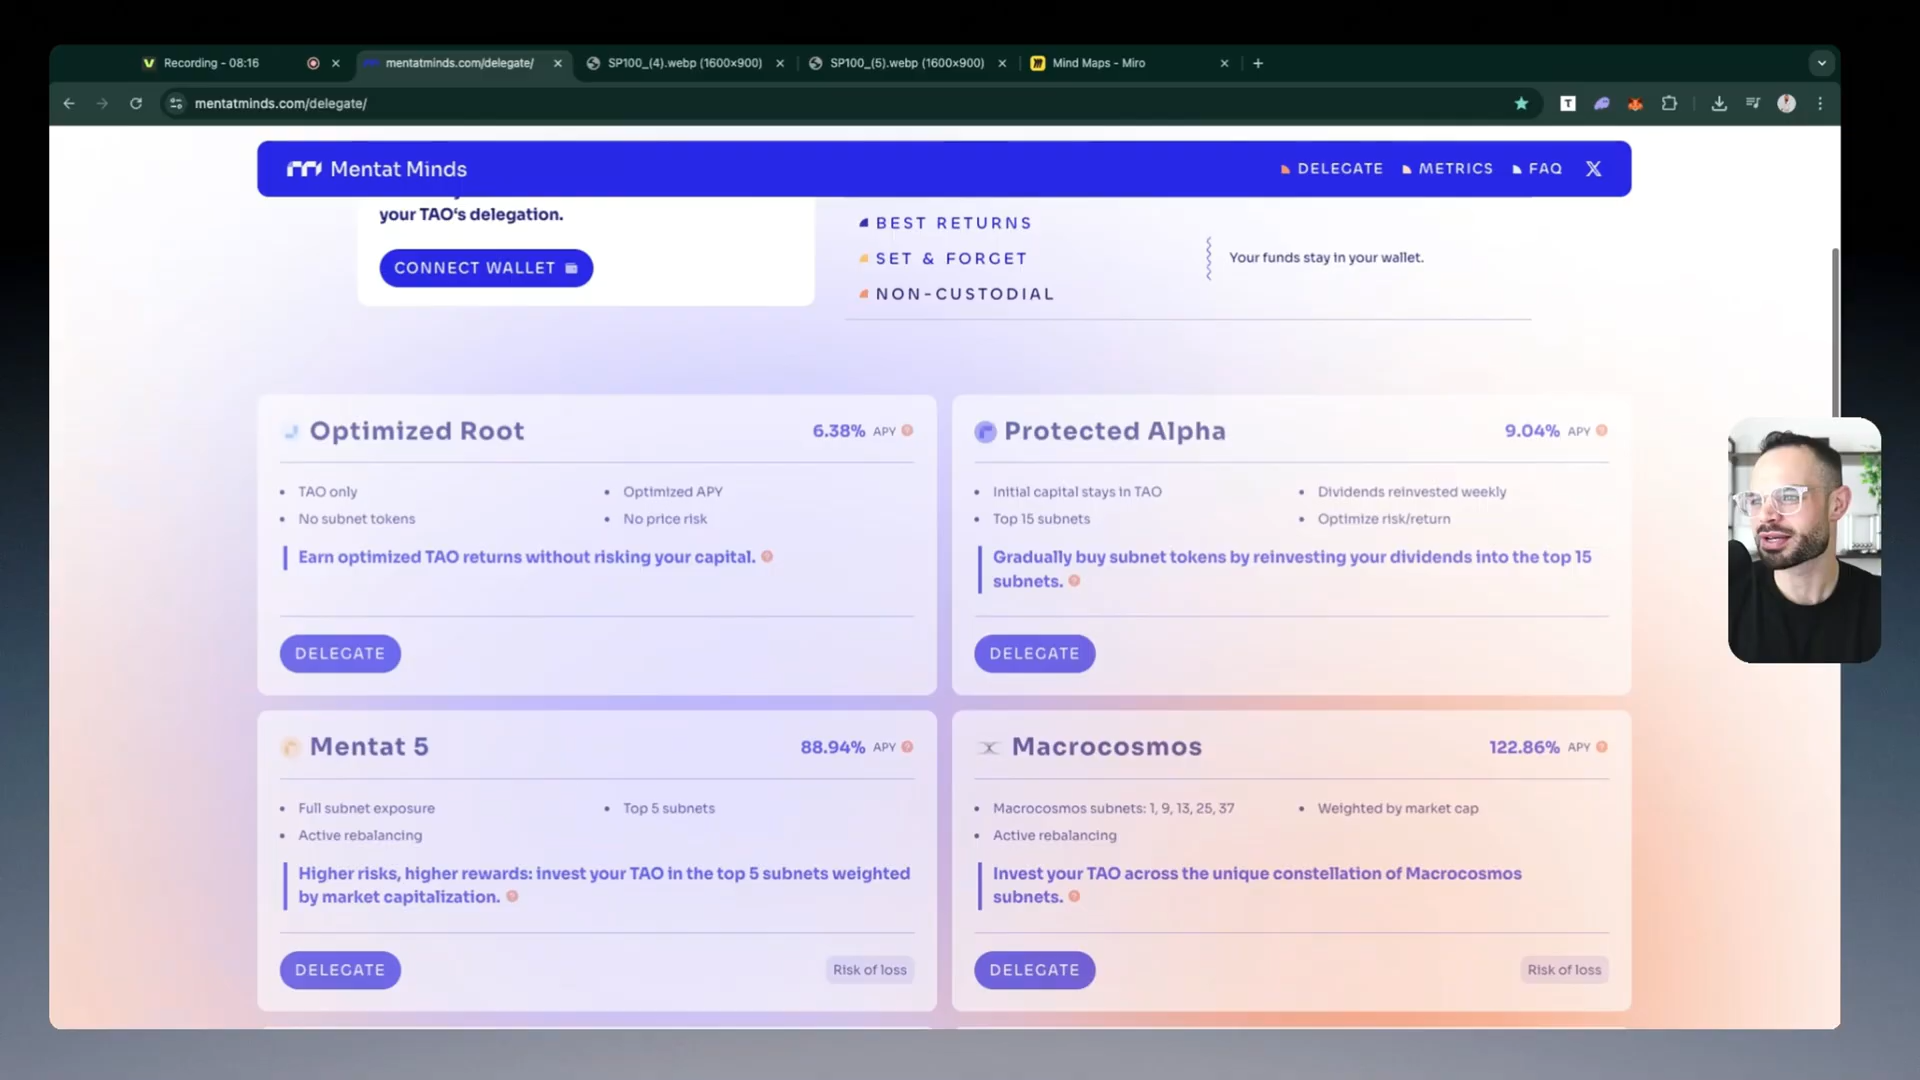 Recording - 08:16
mentatminds.com/delegate/
SP100_(4).webp (1600×900)
SP100_(5).webp (1600×900)
Mind Maps - Miro
mentatminds.com/delegate/
Mentat Minds
DELEGATE
METRICS
FAQ
your TAO's delegation.
CONNECT WALLET
BEST RETURNS
SET & FORGET
NON-CUSTODIAL
Your funds stay in your wallet.
Optimized Root
6.38% APY
TAO only
Optimized APY
No subnet tokens
No price risk
Earn optimized TAO returns without risking your capital.
DELEGATE
Protected Alpha
9.04% APY
Initial capital stays in TAO
Dividends reinvested weekly
Top 15 subnets
Optimize risk/return
Gradually buy subnet tokens by reinvesting your dividends into the top 15
subnets.
DELEGATE
Mentat 5
88.94% APY
Full subnet exposure
Top 5 subnets
Active rebalancing
Higher risks, higher rewards: invest your TAO in the top 5 subnets weighted
by market capitalization.
DELEGATE
Risk of loss
Macrocosmos
122.86% APY
Macrocosmos subnets: 1, 9, 13, 25, 37
Weighted by market cap
Active rebalancing
Invest your TAO across the unique constellation of Macrocosmos
subnets.
DELEGATE
Risk of loss